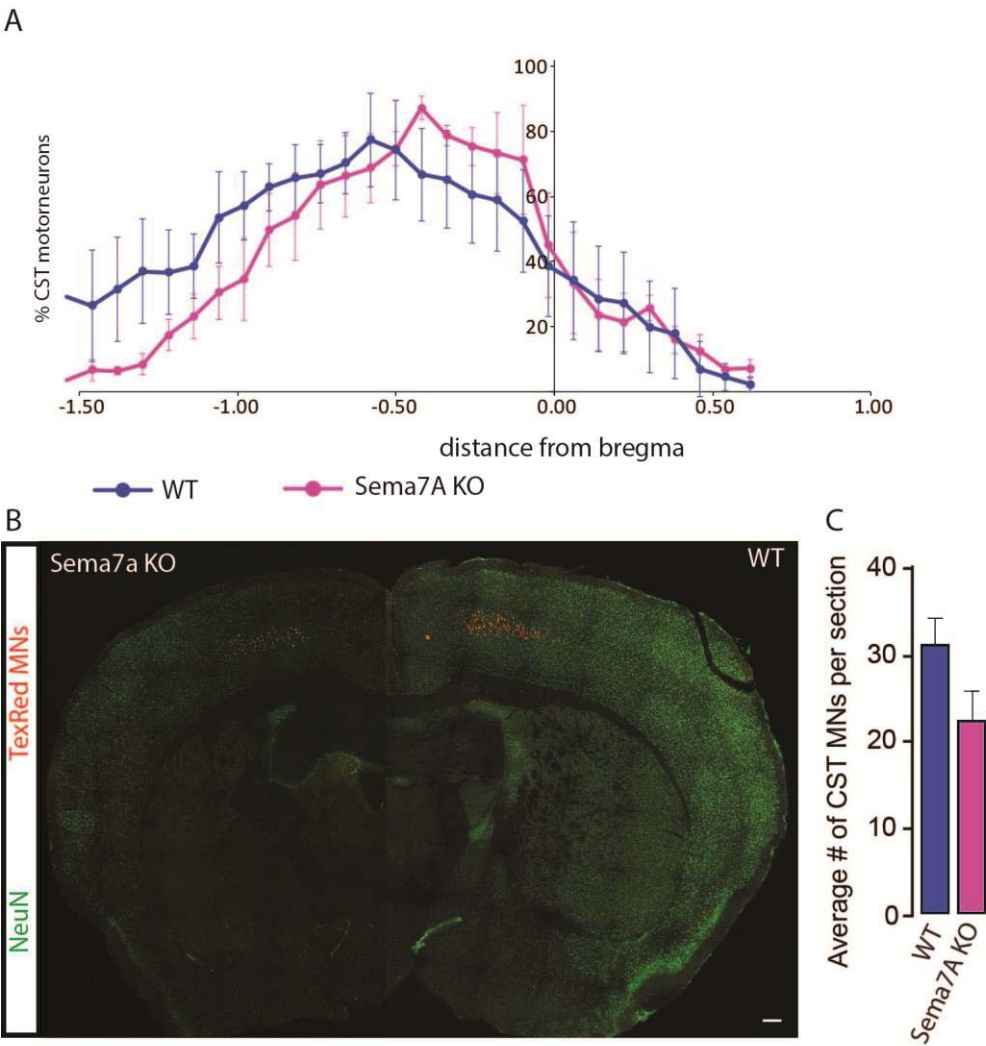 A
% CST motorneurons
100
80
60
40
20
-1.50
-1.00
-0.50
0.00
0.50
1.00
distance from bregma
WT
Sema7A KO
B
Sema7a KO
WT
TexRed MNs
NeuN
C
Average # of CST MNs per section
40
30
20
10
0
WT
Sema7A KO